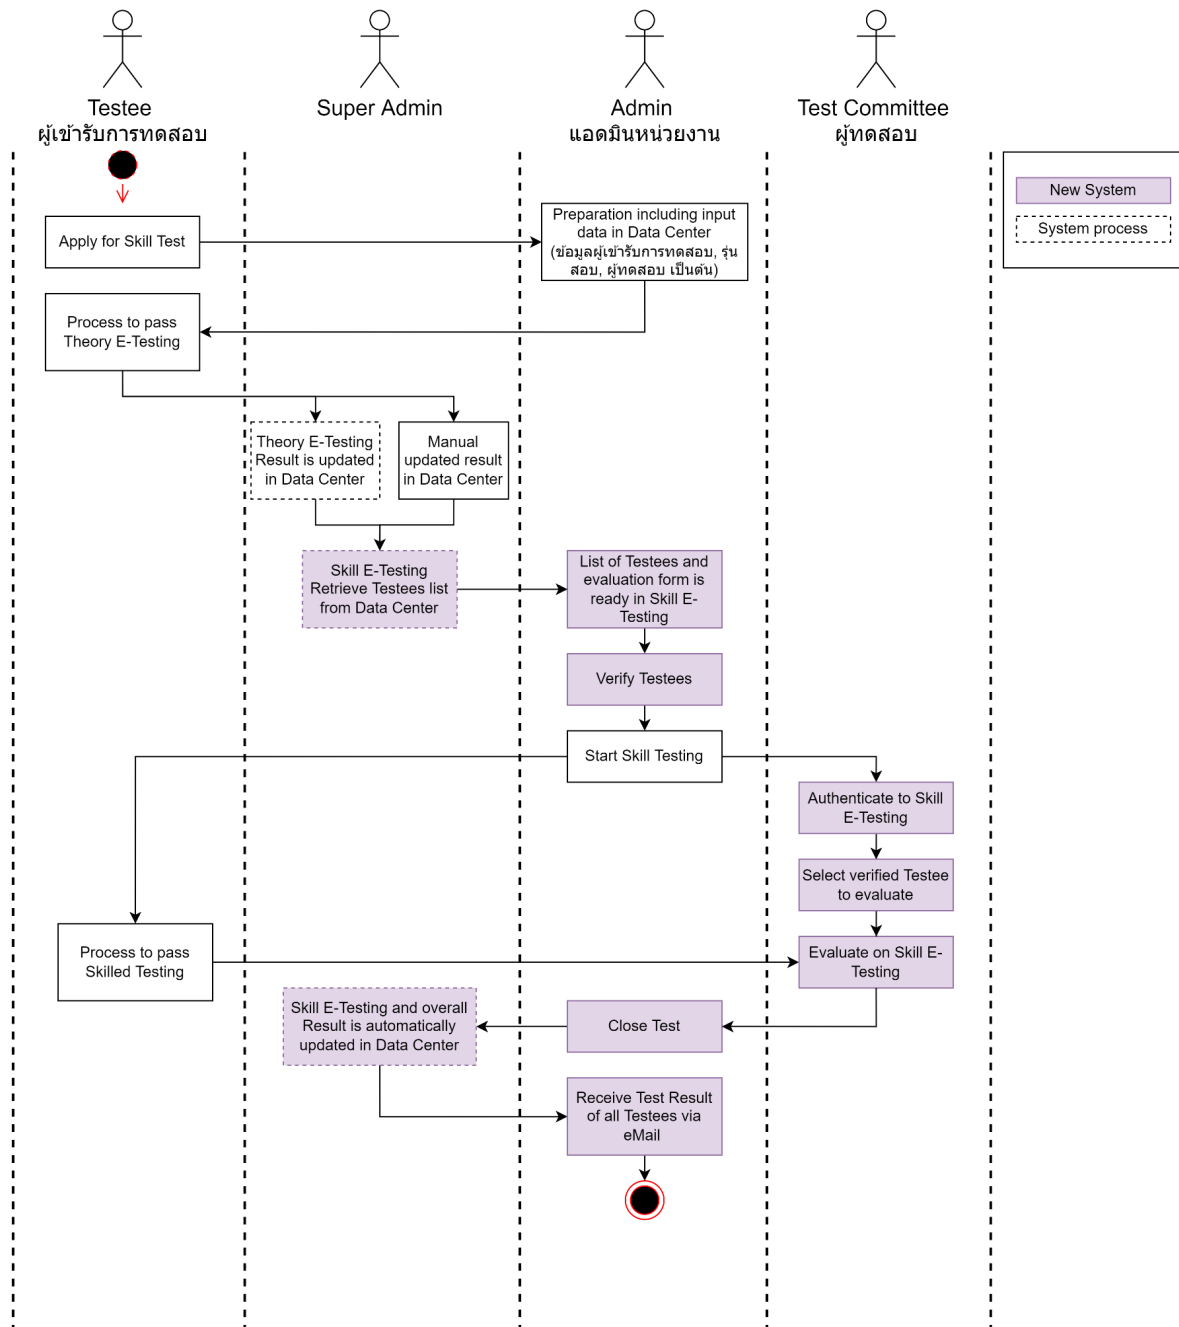 Testee
ผู้เข้ารับการทดสอบ
Super Admin
Admin
แอดมินหน่วยงาน
Test Committee
ผู้ทดสอบ
New System
System process
Apply for Skill Test
Preparation including input
data in Data Center
(ข้อมูลผู้เข้ารับการทดสอบ, รุ่น
สอบ, ผู้ทดสอบ เป็นต้น)
Process to pass
Theory E-Testing
Theory E-Testing
Result is updated
in Data Center
Manual
updated result
in Data Center
Skill E-Testing
Retrieve Testees list
from Data Center
List of Testees and
evaluation form is
ready in Skill E-
Testing
Verify Testees
Start Skill Testing
Authenticate to Skill
E-Testing
Select verified Testee
to evaluate
Process to pass
Skilled Testing
Evaluate on Skill E-
Testing
Skill E-Testing and overall
Result is automatically
updated in Data Center
Close Test
Receive Test Result
of all Testees via
eMail